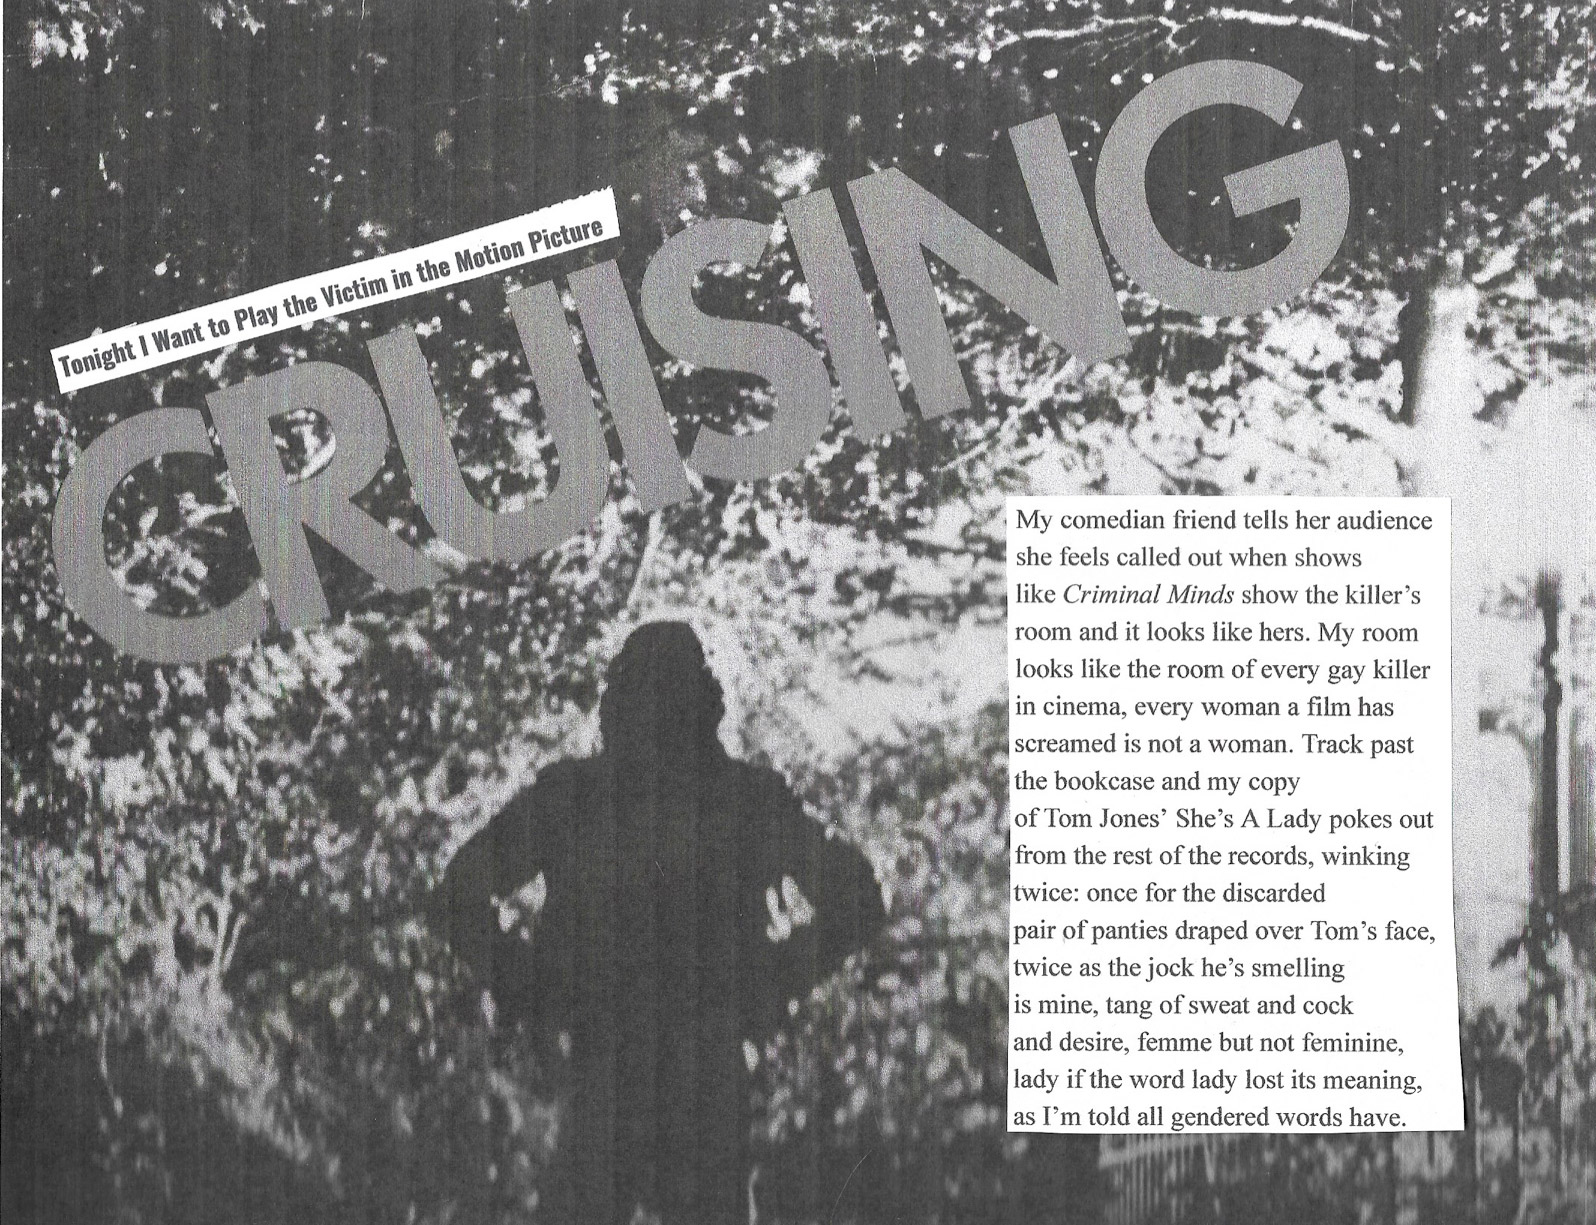 Tonight I Want to Play the Victim in the Motion Picture
CRUISING
My comedian friend tells her audience
she feels called out when shows
like Criminal Minds show the killer's
room and it looks like hers. My room
looks like the room of every gay killer
in cinema, every woman a film has
screamed is not a woman. Track past
the bookcase and my copy
of Tom Jones' She's A Lady pokes out
from the rest of the records, winking
twice: once for the discarded
pair of panties draped over Tom's face,
twice as the jock he's smelling
is mine, tang of sweat and cock
and desire, femme but not feminine,
lady if the word lady lost its meaning,
as I'm told all gendered words have.